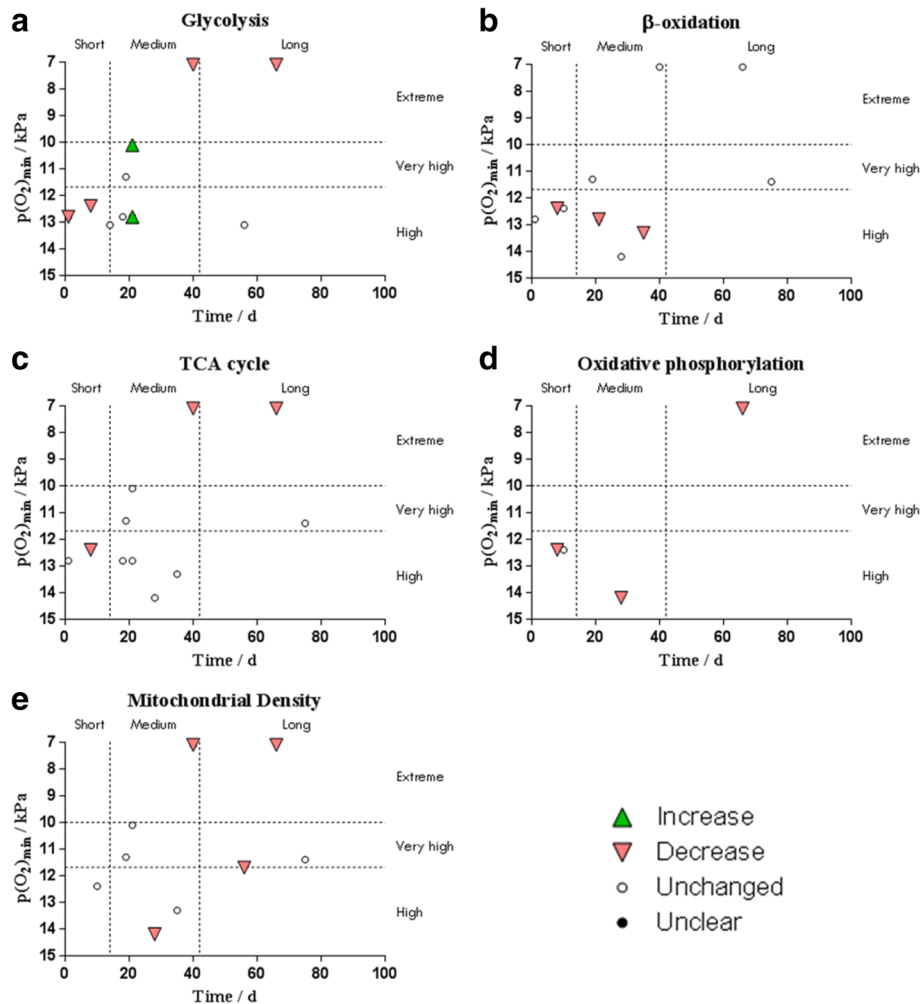 a
Glycolysis
Short Medium Long
7
8
9
10
11
12
13
14
15
p(O2)min / kPa
Extreme
Very high
High
0 20 40 60 80 100
Time / d
b
β-oxidation
Short Medium Long
7
8
9
10
11
12
13
14
15
p(O2)min / kPa
Extreme
Very high
High
0 20 40 60 80 100
Time / d
c
TCA cycle
Short Medium Long
7
8
9
10
11
12
13
14
15
p(O2)min / kPa
Extreme
Very high
High
0 20 40 60 80 100
Time / d
d
Oxidative phosphorylation
Short Medium Long
7
8
9
10
11
12
13
14
15
p(O2)min / kPa
Extreme
Very high
High
0 20 40 60 80 100
Time / d
e
Mitochondrial Density
Short Medium Long
7
8
9
10
11
12
13
14
15
p(O2)min / kPa
Extreme
Very high
High
0 20 40 60 80 100
Time / d
Increase
Decrease
Unchanged
Unclear